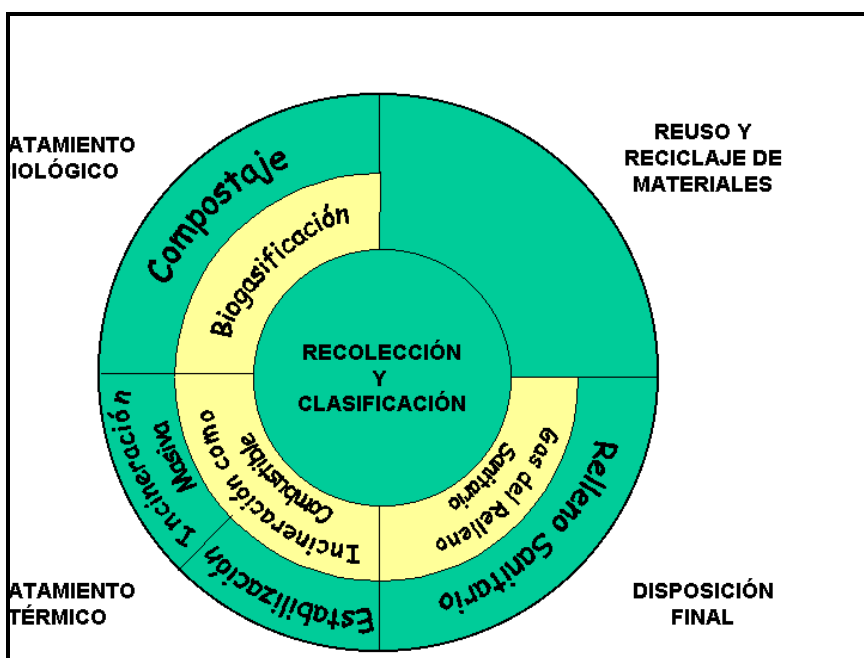 ATAMIENTO
IOLÓGICO
REUSO Y
RECICLAJE DE
MATERIALES
Compostaje
Biogasificación
RECOLECCIÓN
Y
CLASIFICACIÓN
Incineración
Masiva
Incineración como
Combustible
Estabilización
Gas del Relleno
Sanitario
Relleno Sanitario
ATAMIENTO
TÉRMICO
DISPOSICIÓN
FINAL